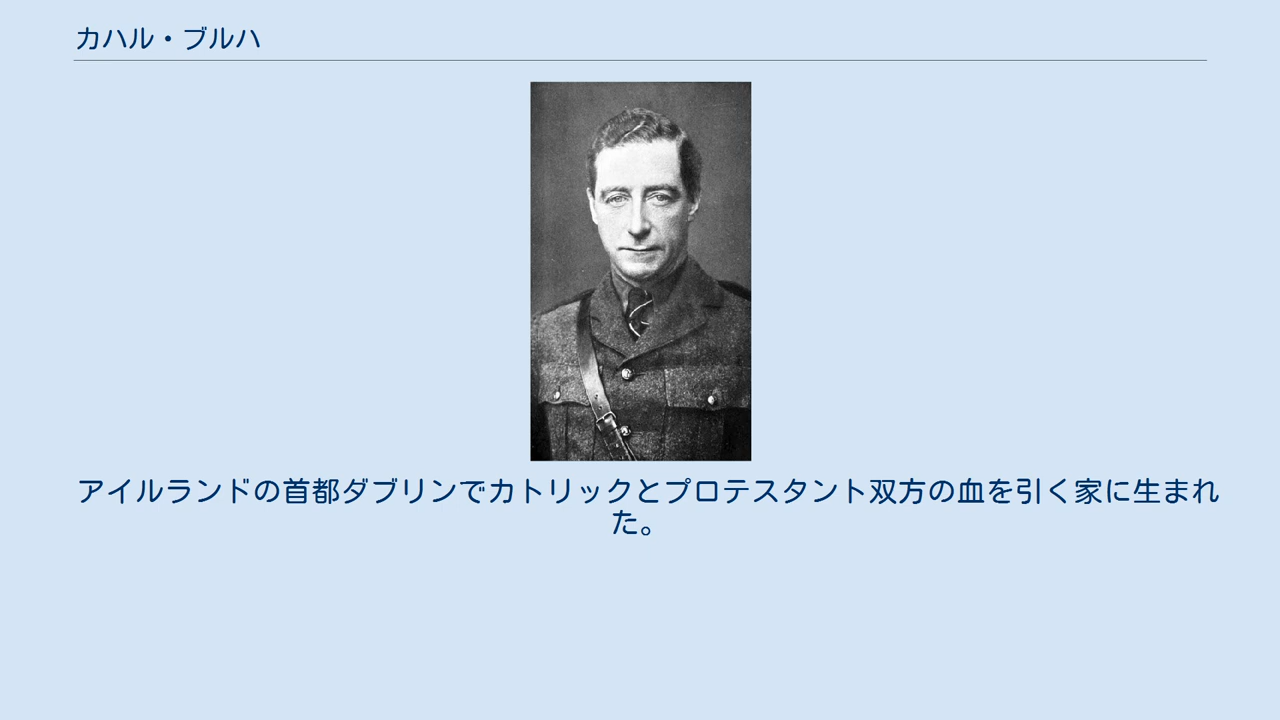 カハル・ブルハ
アイルランドの首都ダブリンでカトリックとプロテスタント双方の血を引く家に生まれ
た。